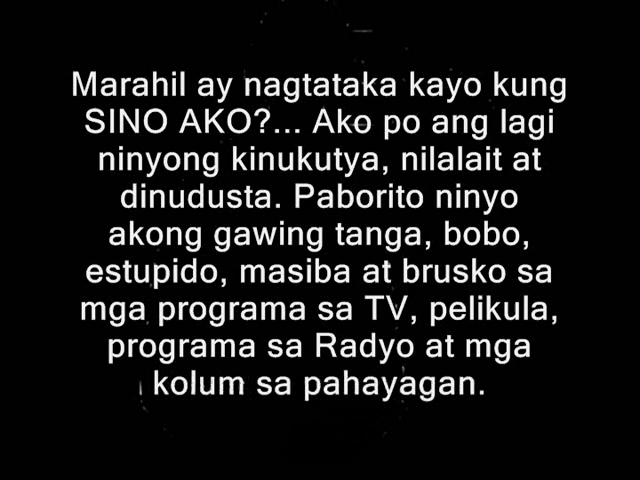 Marahil ay nagtataka kayo kung
SINO AKO?... Ako po ang lagi
ninyong kinukutya, nilalait at
dinudusta. Paborito ninyo
akong gawing tanga, bobo,
estupido, masiba at brusko sa
mga programa sa TV, pelikula,
programa sa Radyo at mga
kolum sa pahayagan.